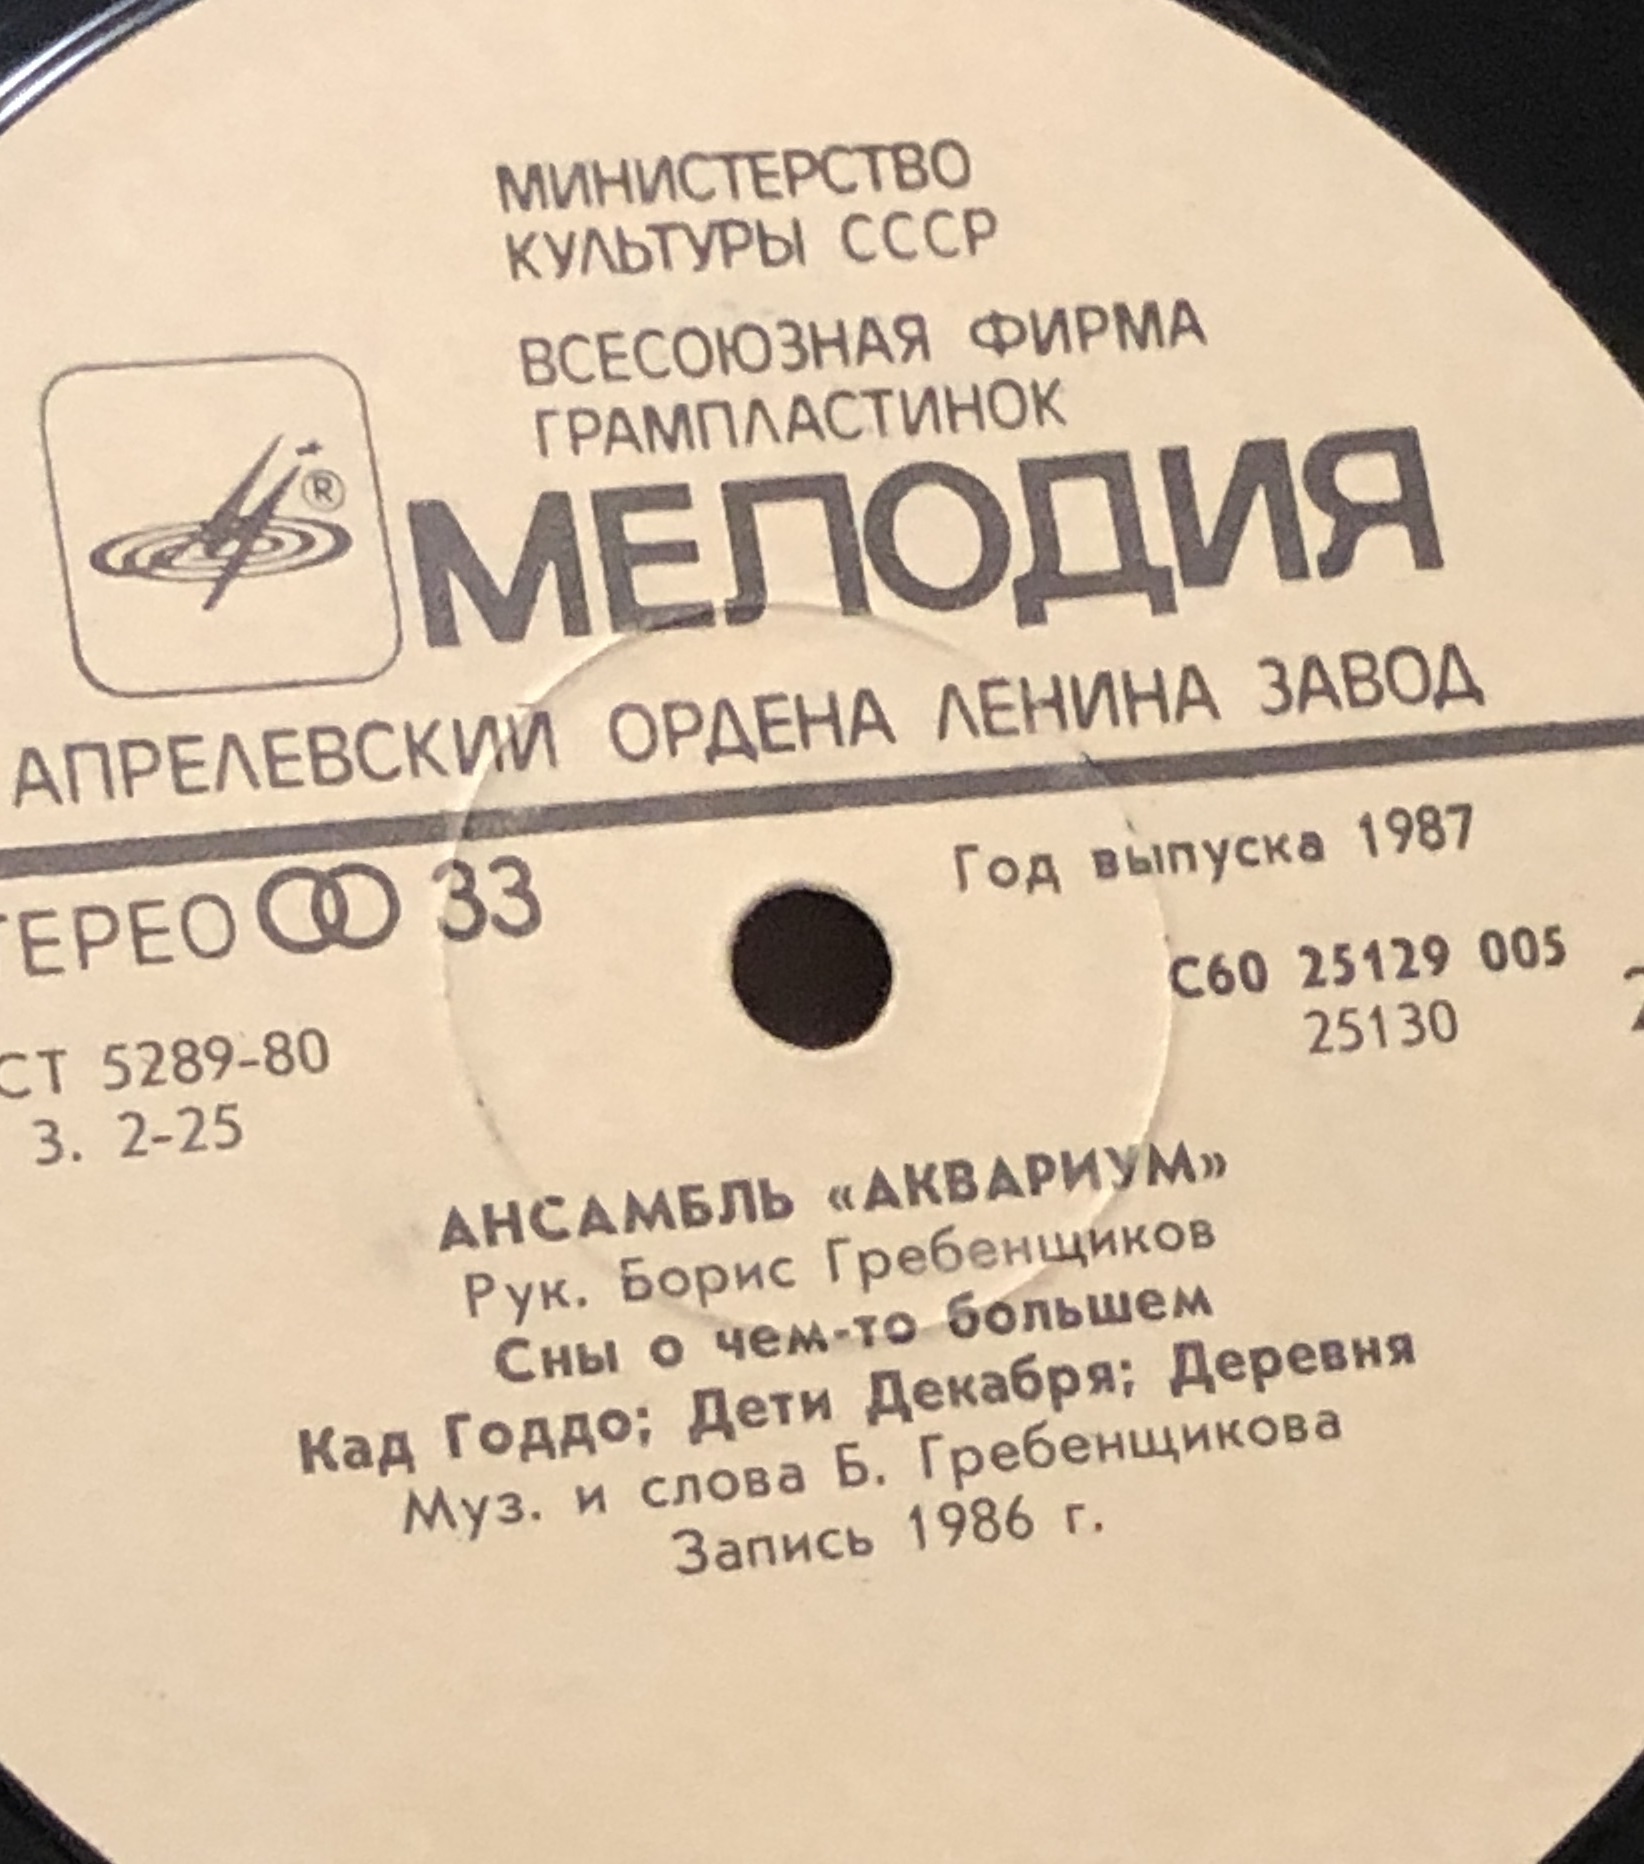 МИНИСТЕРСТВО
КУЛЬТУРЫ СССР
ВСЕСОЮЗНАЯ ФИРМА
ГРАМПЛАСТИНОК
®
МЕЛОДИЯ
АПРЕЛЕВСКИЙ ОРДЕНА ЛЕНИНА ЗАВОД
ТЕРЕО 33
Год выпуска 1987
С60 25129 005
25130
СТ 5289-80
3. 2-25
АНСАМБЛЬ «АКВАРИУМ»
Рук. Борис Гребенщиков
Сны о чем-то большем
Кад Годдо; Дети Декабря; Деревня
Муз. и слова Б. Гребенщикова
Запись 1986 г.